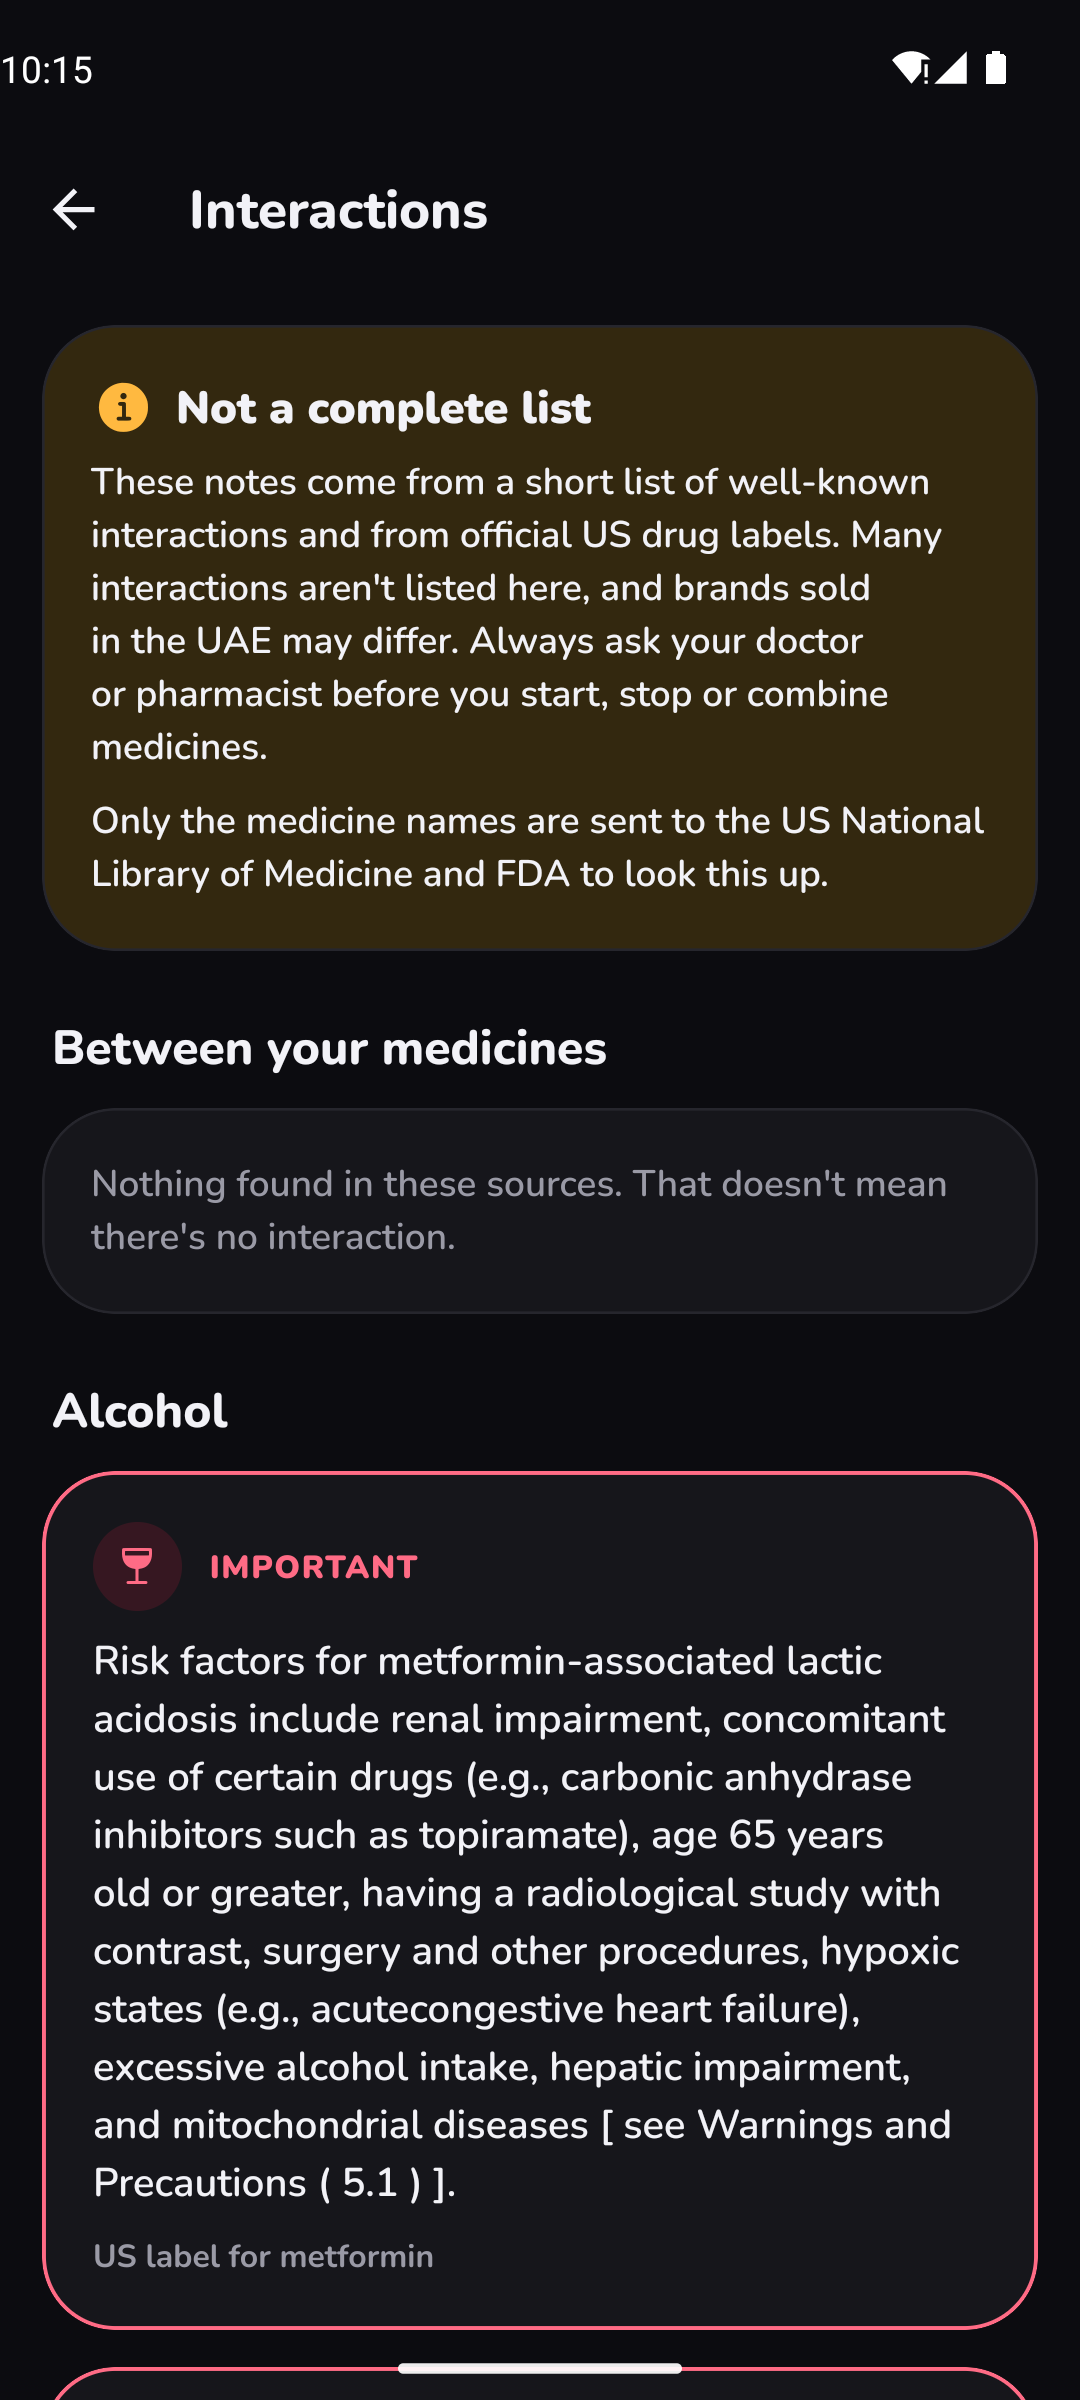 10:15
Interactions
Not a complete list
These notes come from a short list of well-known
interactions and from official US drug labels. Many
interactions aren't listed here, and brands sold
in the UAE may differ. Always ask your doctor
or pharmacist before you start, stop or combine
medicines.
Only the medicine names are sent to the US National
Library of Medicine and FDA to look this up.
Between your medicines
Nothing found in these sources. That doesn't mean
there's no interaction.
Alcohol
IMPORTANT
Risk factors for metformin-associated lactic
acidosis include renal impairment, concomitant
use of certain drugs (e.g., carbonic anhydrase
inhibitors such as topiramate), age 65 years
old or greater, having a radiological study with
contrast, surgery and other procedures, hypoxic
states (e.g., acutecongestive heart failure),
excessive alcohol intake, hepatic impairment,
and mitochondrial diseases [ see Warnings and
Precautions ( 5.1 ) ].
US label for metformin